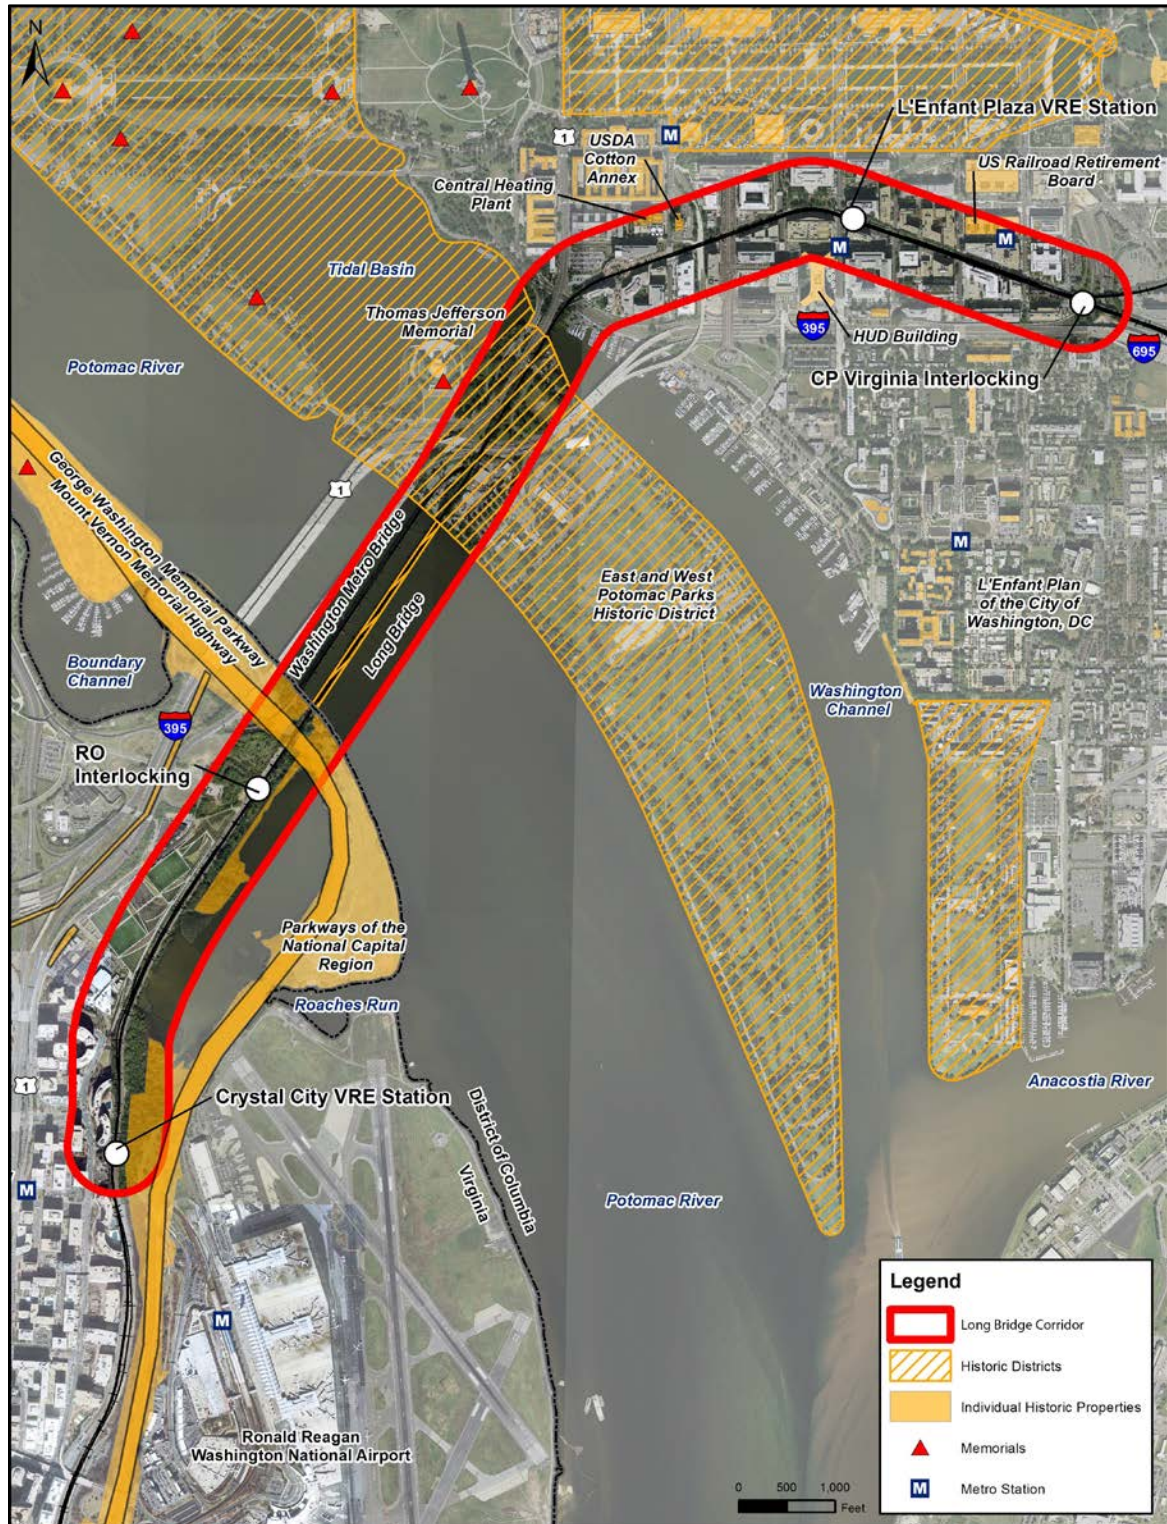 N
L'Enfant Plaza VRE Station
1
M
USDA
Cotton
Annex
US Railroad Retirement
Board
Central Heating
Plant
M
M
Tidal Basin
Thomas Jefferson
Memorial
395
HUD Building
695
Potomac River
CP Virginia Interlocking
George Washington Memorial Parkway
Mount Vernon Memorial Highway
1
Washington Metro Bridge
Long Bridge
M
East and West
Potomac Parks
Historic District
L'Enfant Plan
of the City of
Washington, DC
Boundary
Channel
395
Washington
Channel
RO
Interlocking
Parkways of the
National Capital
Region
Roaches Run
1
Crystal City VRE Station
Anacostia River
District of Columbia
Virginia
M
Potomac River
M
Ronald Reagan
Washington National Airport
Legend
Long Bridge Corridor
Historic Districts
Individual Historic Properties
Memorials
M Metro Station
0 500 1,000
Feet